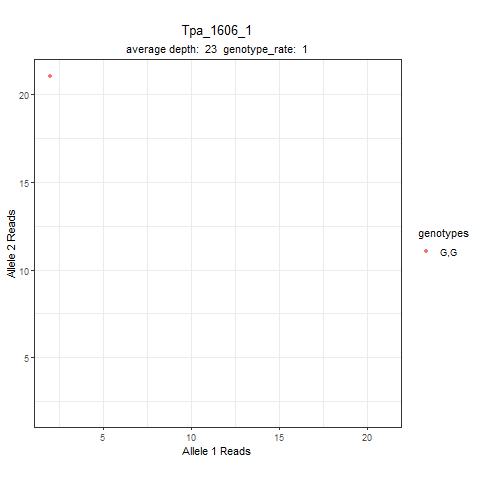 Tpa_1606_1
average depth:  23  genotype_rate:  1
20
15
10
5
Allele 2 Reads
5 10 15 20
Allele 1 Reads
genotypes
G,G